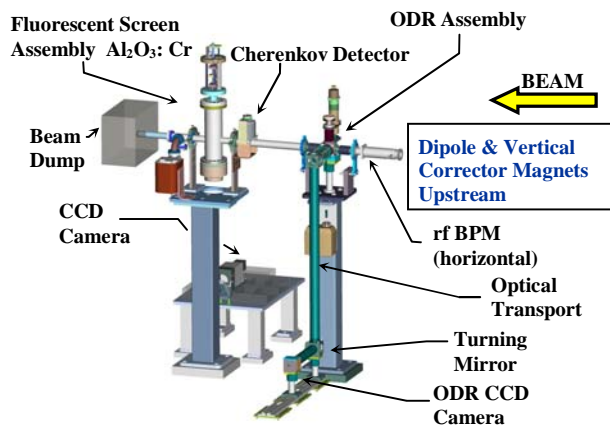 Fluorescent Screen
Assembly Al₂O₃: Cr
ODR Assembly
Cherenkov Detector
BEAM
Beam
Dump
Dipole & Vertical
Corrector Magnets
Upstream
CCD
Camera
rf BPM
(horizontal)
Optical
Transport
Turning
Mirror
ODR CCD
Camera